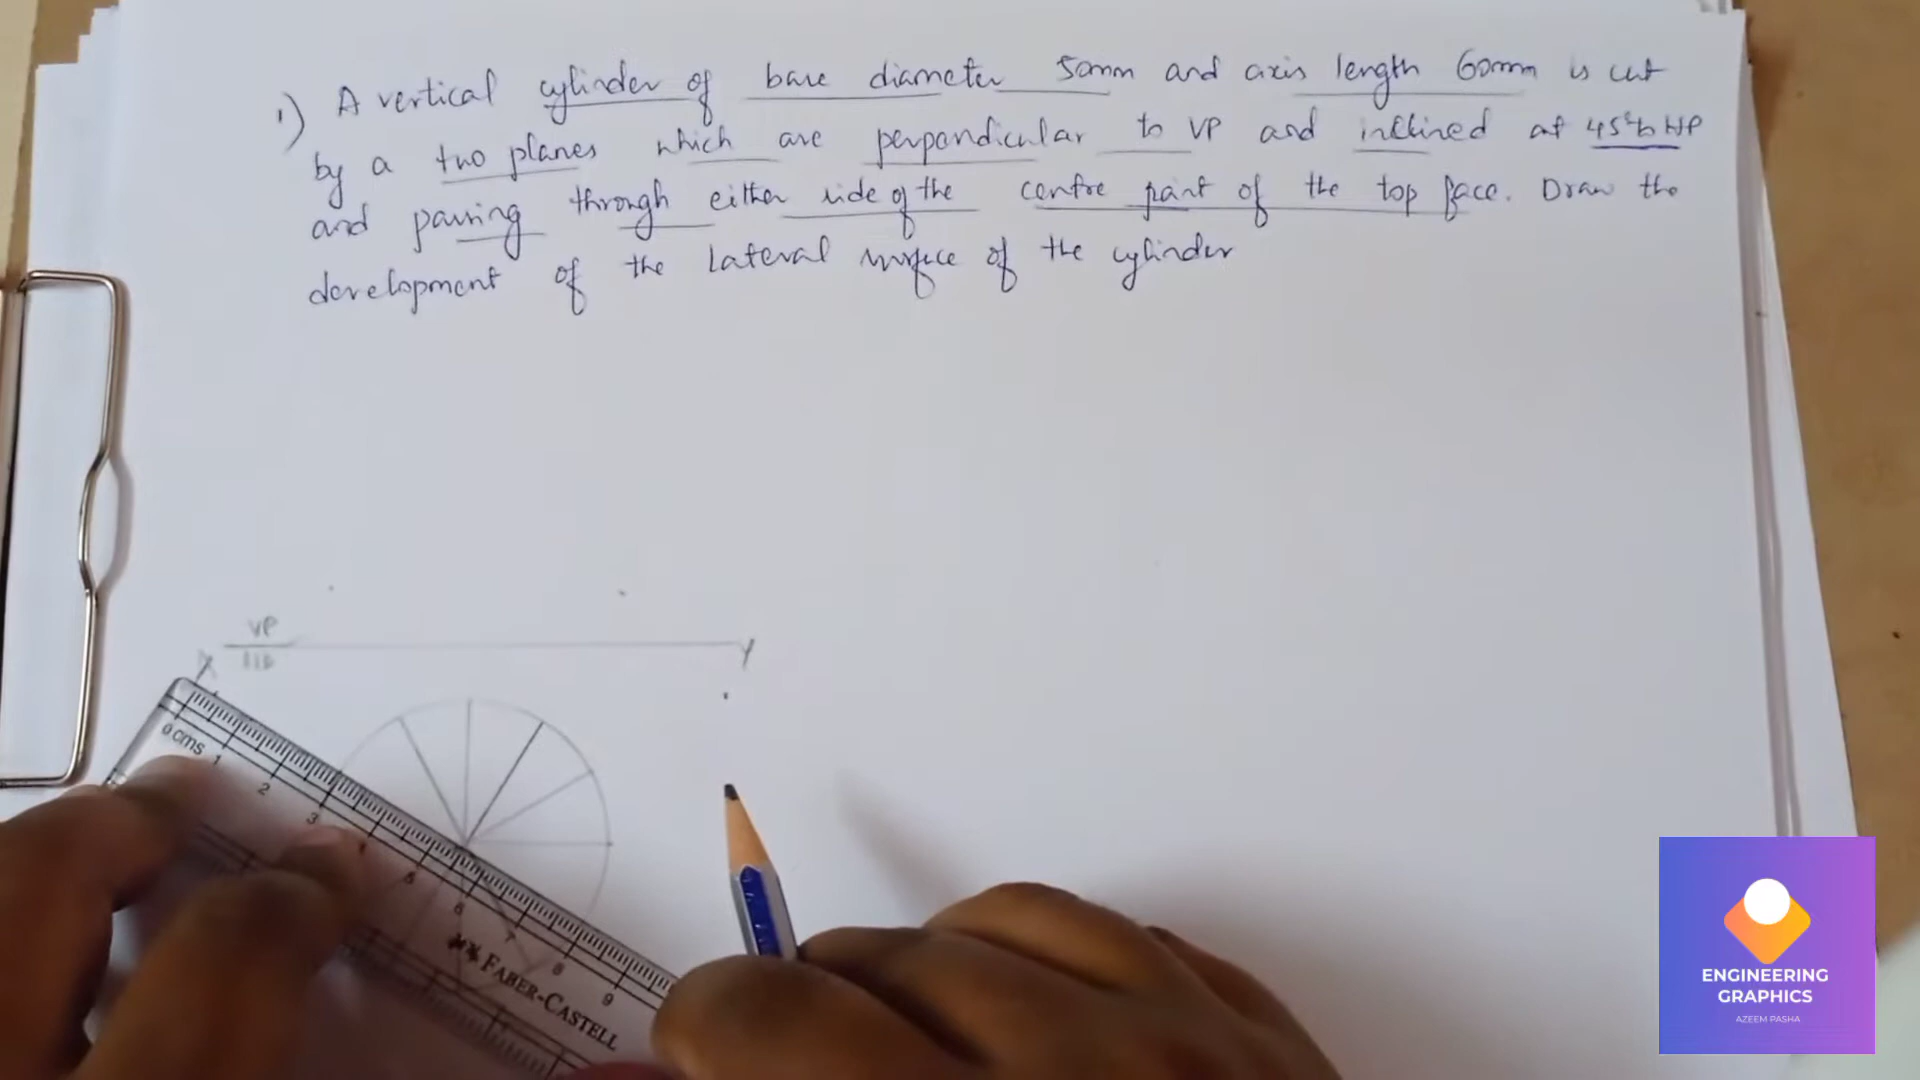 1) A vertical cylinder of base diameter 50mm and axis length 60mm is cut
by a two planes which are perpendicular to VP and inclined at 45° to HP
and passing through either side of the centre part of the top face. Draw the
development of the lateral surface of the cylinder
VP
HP
X Y
0 cms 1 2 3 4 5 6 7 8 9
FABER-CASTELL
ENGINEERING
GRAPHICS
AZEEM PASHA